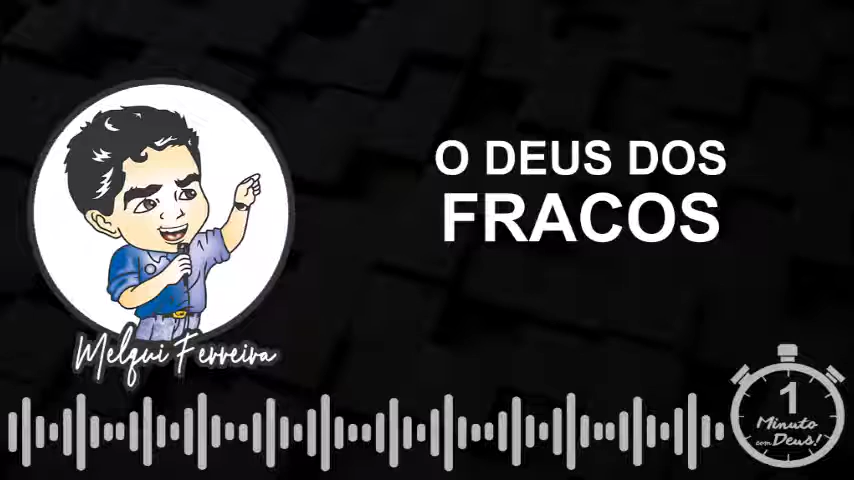 O DEUS DOS
FRACOS
Melqui Ferreira
1
Minuto
com Deus!